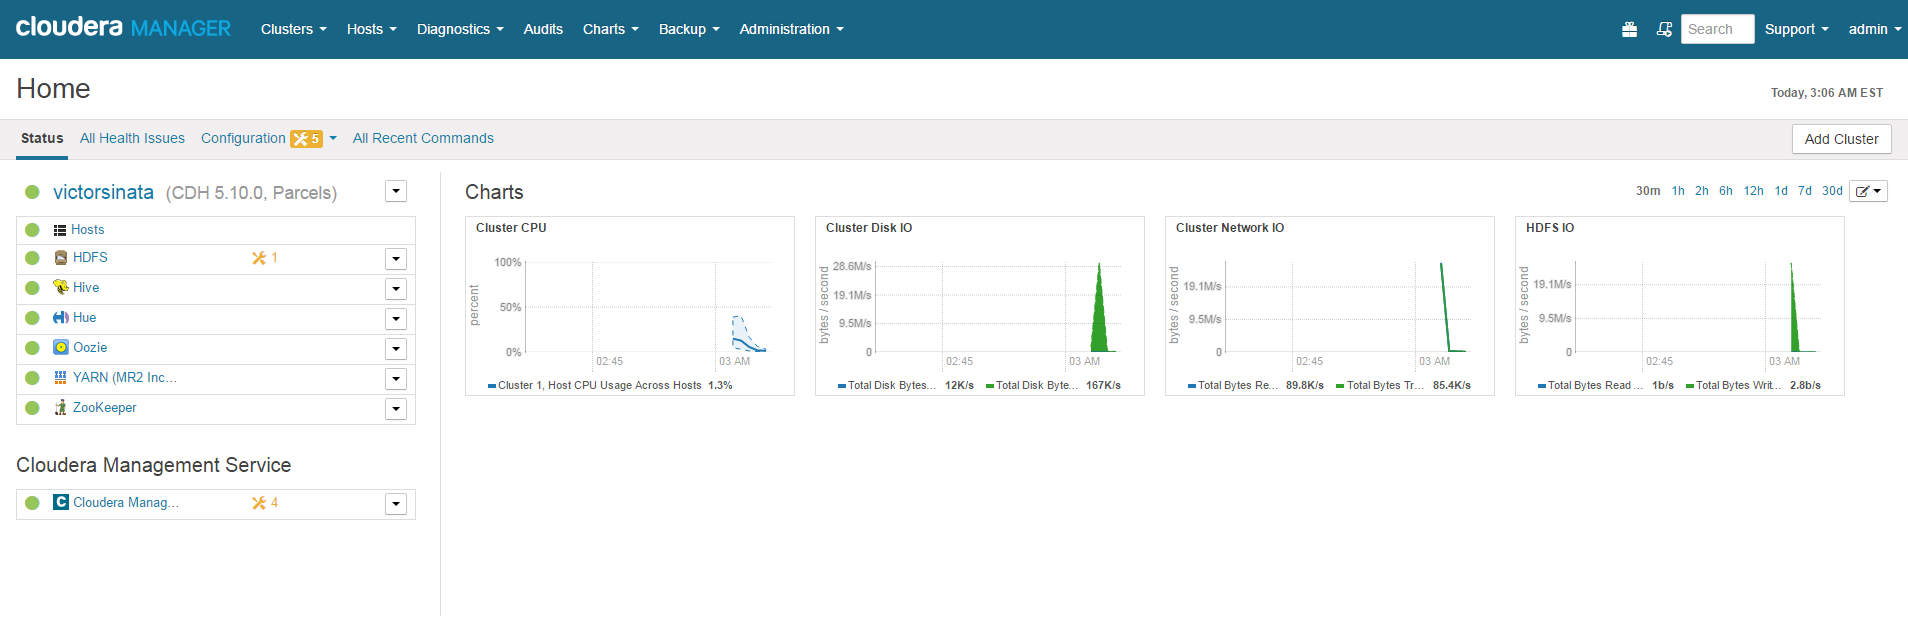 cloudera MANAGER Clusters Hosts Diagnostics Audits Charts Backup Administration Search Support admin
Home
Today, 3:06 AM EST
Status All Health Issues Configuration 5 All Recent Commands Add Cluster
victorsinata (CDH 5.10.0, Parcels)
Hosts
HDFS 1
Hive
Hue
Oozie
YARN (MR2 Inc...
ZooKeeper
Cloudera Management Service
C Cloudera Manag... 4
Charts
30m 1h 2h 6h 12h 1d 7d 30d
Cluster CPU
percent
100%
50%
0%
02:45 03 AM
Cluster 1, Host CPU Usage Across Hosts 1.3%
Cluster Disk IO
bytes / second
28.6M/s
19.1M/s
9.5M/s
0
02:45 03 AM
Total Disk Bytes... 12K/s Total Disk Byte... 167K/s
Cluster Network IO
bytes / second
19.1M/s
9.5M/s
0
02:45 03 AM
Total Bytes Re... 89.8K/s Total Bytes Tr... 85.4K/s
HDFS IO
bytes / second
19.1M/s
9.5M/s
0
02:45 03 AM
Total Bytes Read ... 1b/s Total Bytes Writ... 2.8b/s